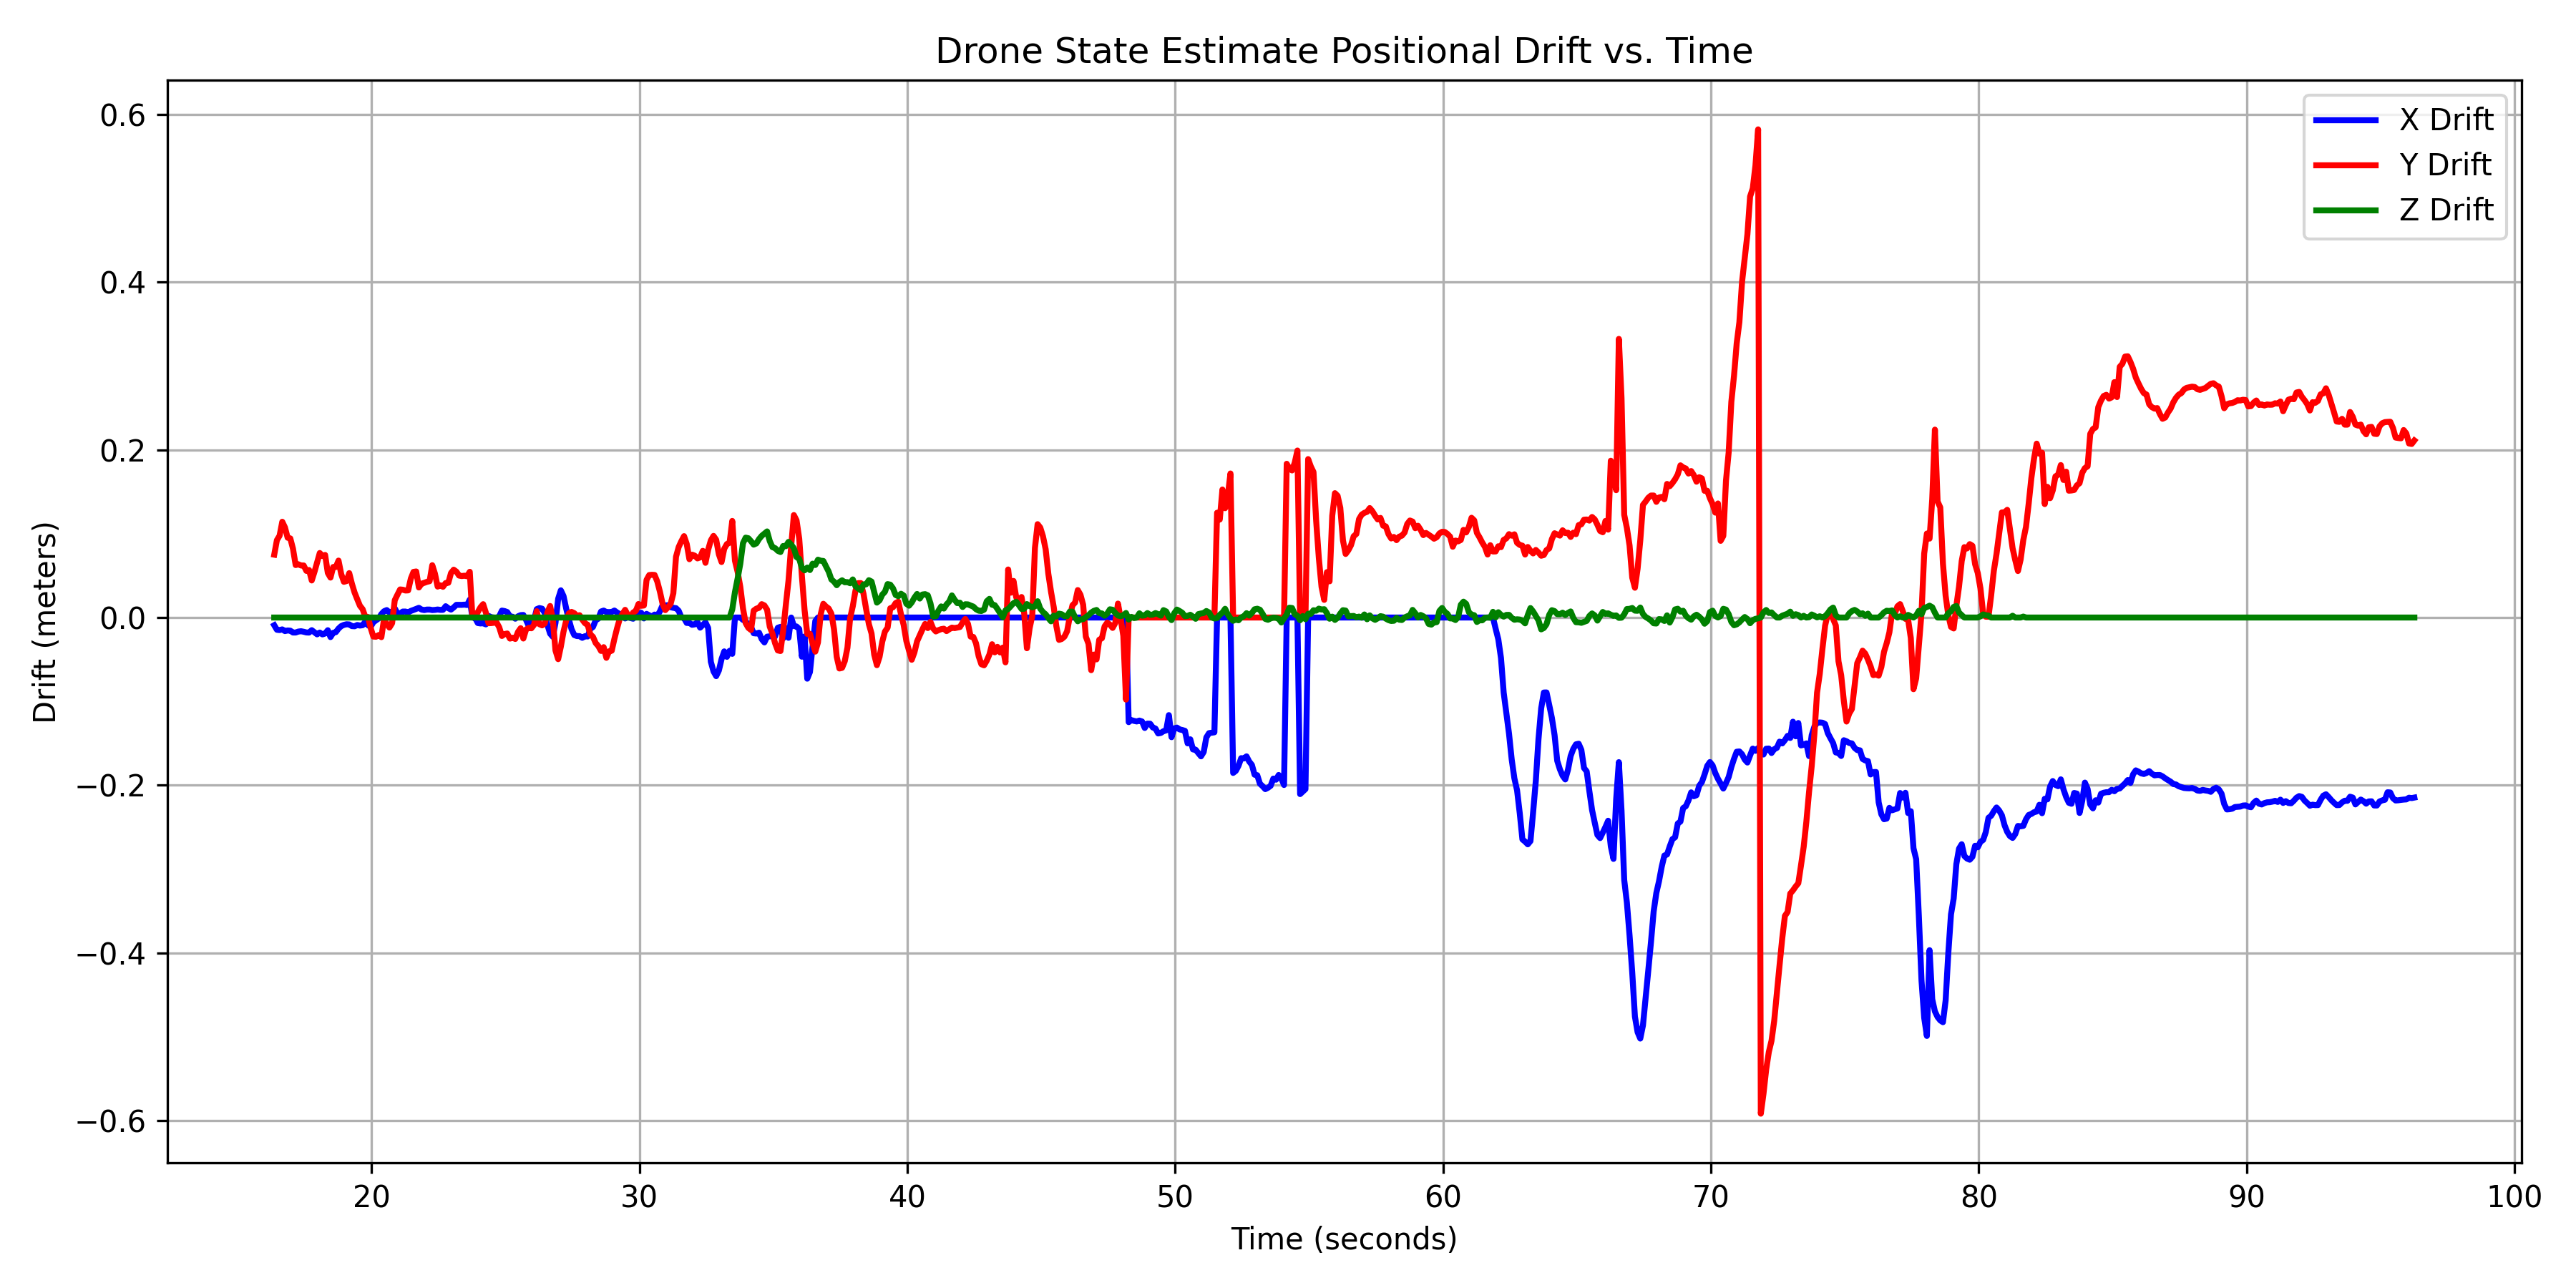 Drone State Estimate Positional Drift vs. Time
X Drift
Y Drift
Z Drift
0.6
0.4
0.2
0.0
−0.2
−0.4
−0.6
Drift (meters)
20 30 40 50 60 70 80 90 100
Time (seconds)